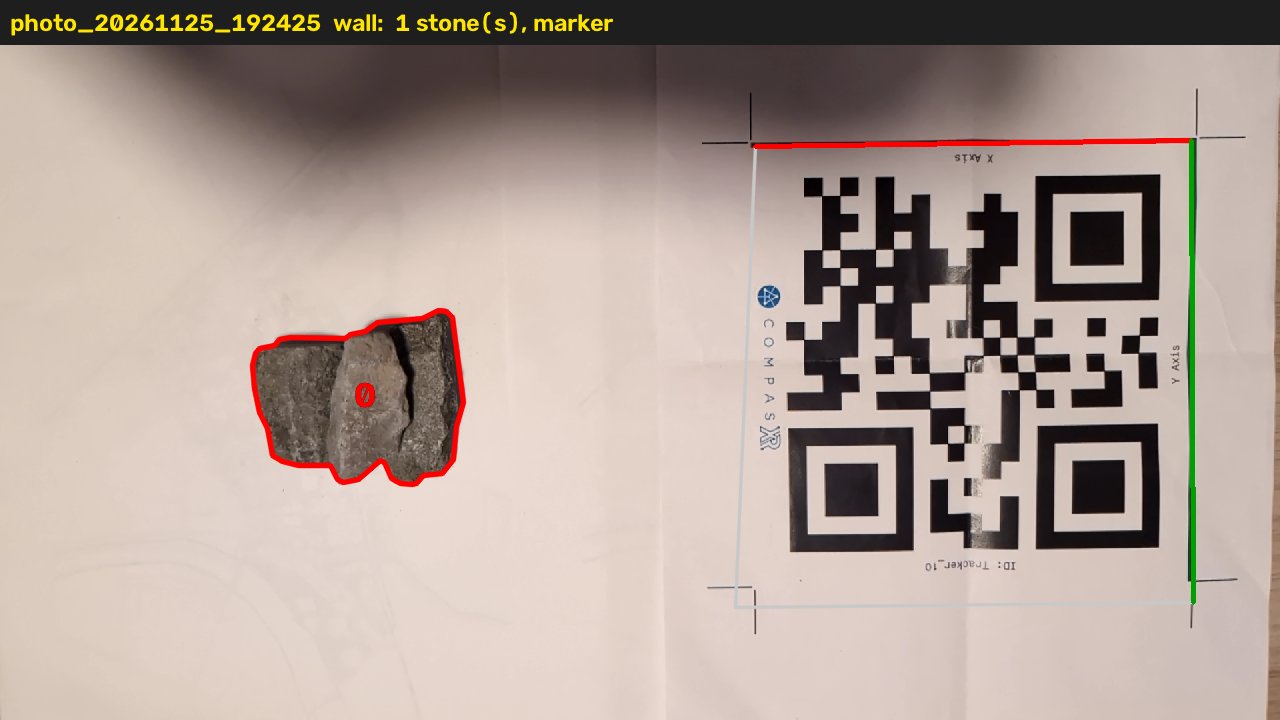 photo_20261125_192425 wall: 1 stone(s), marker
X Axis
COMPAS XR
Y Axis
0
ID: Tracker_10